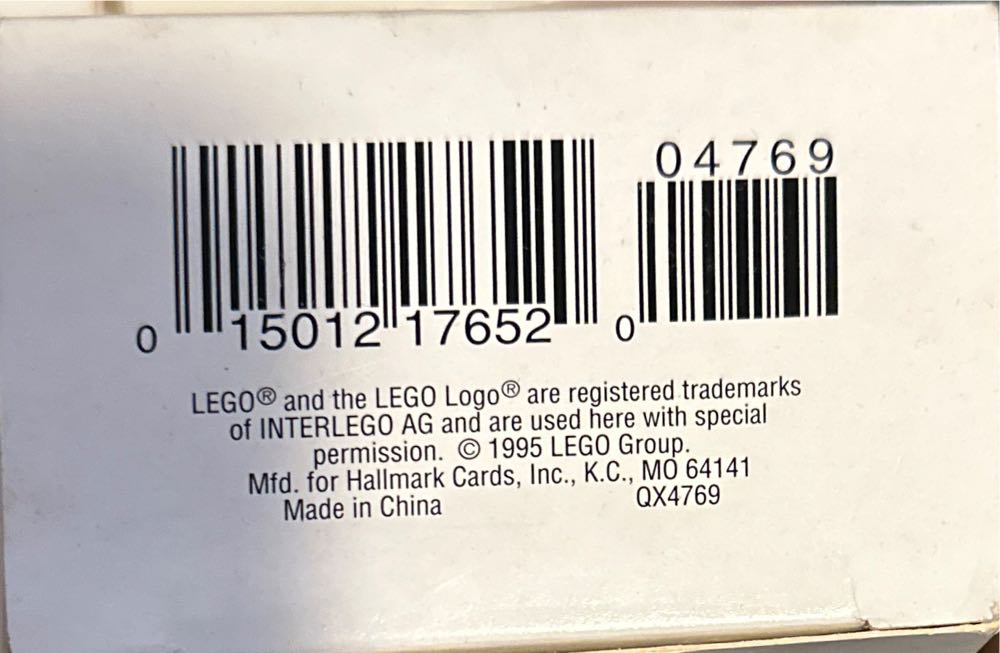 04769
0 15012 17652 0
LEGO® and the LEGO Logo® are registered trademarks
of INTERLEGO AG and are used here with special
permission. © 1995 LEGO Group.
Mfd. for Hallmark Cards, Inc., K.C., MO 64141
Made in China QX4769